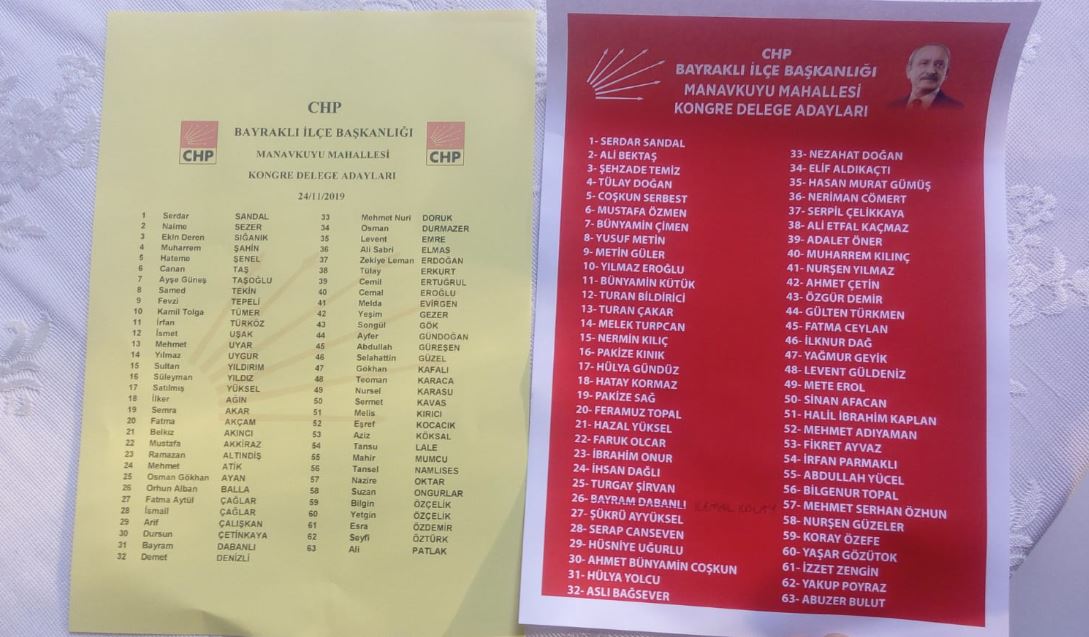 CHP
BAYRAKLI İLÇE BAŞKANLIĞI
CHP
CHP
MANAVKUYU MAHALLESİ
KONGRE DELEGE ADAYLARI
24/11/2019
1 Serdar SANDAL
2 Naime SEZER
3 Ekin Deren SIĞANIK
4 Muharrem ŞAHİN
5 Hateme ŞENEL
6 Canan TAŞ
7 Ayşe Güneş TAŞOĞLU
8 Samed TEKİN
9 Fevzi TEPELİ
10 Kamil Tolga TÜMER
11 İrfan TÜRKÖZ
12 İsmet UŞAK
13 Mehmet UYAR
14 Yılmaz UYGUR
15 Sultan YILDIRIM
16 Süleyman YILDIZ
17 Satılmış YÜKSEL
18 İlker AGIN
19 Semra AKAR
20 Fatma AKÇAM
21 Belkız AKINCI
22 Mustafa AKKİRAZ
23 Ramazan ALTINDİŞ
24 Mehmet ATİK
25 Osman Gökhan AYAN
26 Orhun Alban BALLA
27 Fatma Aytül ÇAĞLAR
28 İsmail ÇAĞLAR
29 Arif ÇALIŞKAN
30 Dursun ÇETİNKAYA
31 Bayram DABANLI
32 Demet DENİZLİ
33 Mehmet Nuri DORUK
34 Osman DURMAZER
35 Levent EMRE
36 Ali Sabri ELMAS
37 Zekiye Leman ERDOĞAN
38 Tülay ERKURT
39 Cemil ERTUĞRUL
40 Cemal EROĞLU
41 Melda EVİRGEN
42 Yeşim GEZER
43 Songül GÖK
44 Ayfer GÜNDOĞAN
45 Abdullah GÜREŞEN
46 Selahattin GÜZEL
47 Gökhan KAFALI
48 Teoman KARACA
49 Nursel KARASU
50 Sermet KAVAS
51 Melis KIRICI
52 Eşref KOCACIK
53 Aziz KÖKSAL
54 Tansu LALE
55 Mahir MUMCU
56 Tansel NAMLISES
57 Nazire OKTAR
58 Suzan ONGURLAR
59 Bilgin ÖZÇELİK
60 Yetgin ÖZÇELİK
61 Esra ÖZDEMİR
62 Seyfi ÖZTÜRK
63 Ali PATLAK
CHP
BAYRAKLI İLÇE BAŞKANLIĞI
MANAVKUYU MAHALLESİ
KONGRE DELEGE ADAYLARI
1- SERDAR SANDAL
2- ALİ BEKTAŞ
3- ŞEHZADE TEMİZ
4- TÜLAY DOĞAN
5- COŞKUN SERBEST
6- MUSTAFA ÖZMEN
7- BÜNYAMİN ÇİMEN
8- YUSUF METİN
9- METİN GÜLER
10- YILMAZ EROĞLU
11- BÜNYAMİN KÜTÜK
12- TURAN BİLDİRİCİ
13- TURAN ÇAKAR
14- MELEK TURPCAN
15- NERMİN KILIÇ
16- PAKİZE KINIK
17- HÜLYA GÜNDÜZ
18- HATAY KORMAZ
19- PAKİZE SAĞ
20- FERAMUZ TOPAL
21- HAZAL YÜKSEL
22- FARUK OLCAR
23- İBRAHİM ONUR
24- İHSAN DAĞLI
25- TURGAY ŞİRVAN
26- BAYRAM DABANLI
27- ŞÜKRÜ AYYÜKSEL
28- SERAP CANSEVEN
29- HÜSNİYE UĞURLU
30- AHMET BÜNYAMİN COŞKUN
31- HÜLYA YOLCU
32- ASLI BAĞSEVER
33- NEZAHAT DOĞAN
34- ELİF ALDIKAÇTI
35- HASAN MURAT GÜMÜŞ
36- NERİMAN CÖMERT
37- SERPİL ÇELİKKAYA
38- ALİ ETFAL KAÇMAZ
39- ADALET ÖNER
40- MUHARREM KILINÇ
41- NURŞEN YILMAZ
42- AHMET ÇETİN
43- ÖZGÜR DEMİR
44- GÜLTEN TÜRKMEN
45- FATMA CEYLAN
46- İLKNUR DAĞ
47- YAĞMUR GEYİK
48- LEVENT GÜLDENİZ
49- METE EROL
50- SİNAN AFACAN
51- HALİL İBRAHİM KAPLAN
52- MEHMET ADIYAMAN
53- FİKRET AYVAZ
54- İRFAN PARMAKLI
55- ABDULLAH YÜCEL
56- BİLGENUR TOPAL
57- MEHMET SERHAN ÖZHUN
58- NURŞEN GÜZELER
59- KORAY ÖZEFE
60- YAŞAR GÖZÜTOK
61- İZZET ZENGİN
62- YAKUP POYRAZ
63- ABUZER BULUT